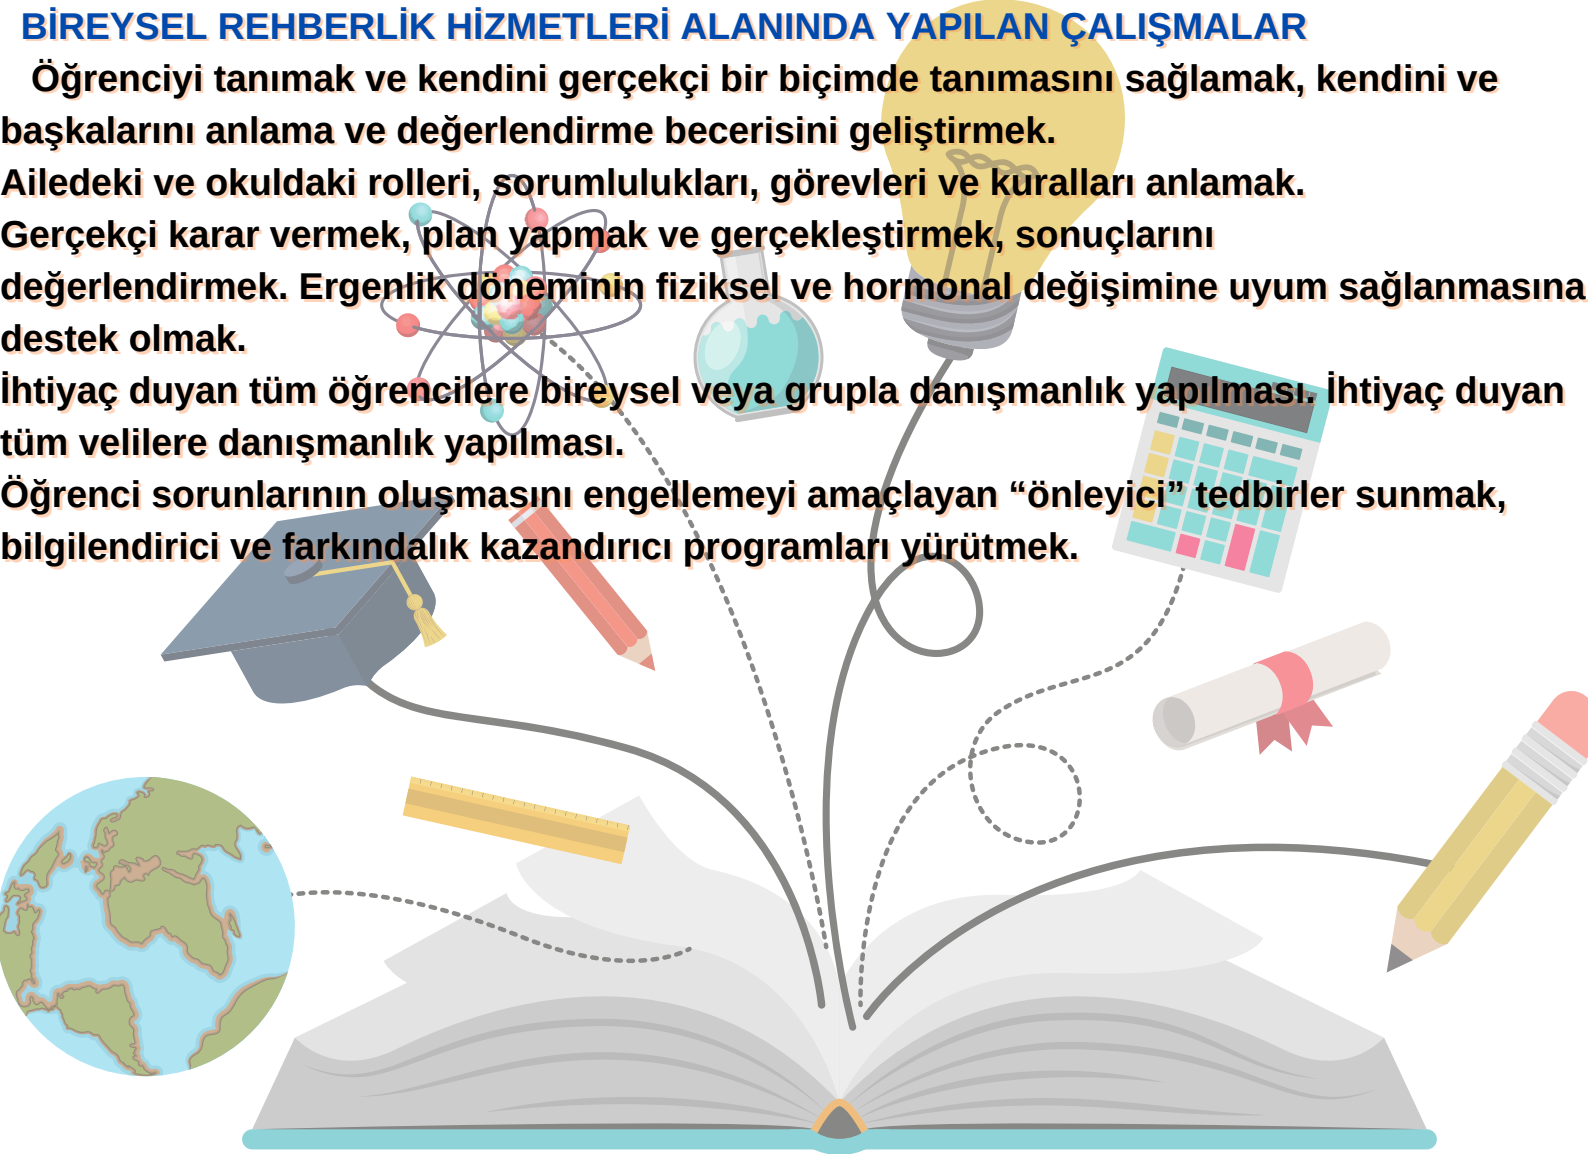 BİREYSEL REHBERLİK HİZMETLERİ ALANINDA YAPILAN ÇALIŞMALAR
Öğrenciyi tanımak ve kendini gerçekçi bir biçimde tanımasını sağlamak, kendini ve
başkalarını anlama ve değerlendirme becerisini geliştirmek.
Ailedeki ve okuldaki rolleri, sorumlulukları, görevleri ve kuralları anlamak.
Gerçekçi karar vermek, plan yapmak ve gerçekleştirmek, sonuçlarını
değerlendirmek. Ergenlik döneminin fiziksel ve hormonal değişimine uyum sağlanmasına
destek olmak.
İhtiyaç duyan tüm öğrencilere bireysel veya grupla danışmanlık yapılması. İhtiyaç duyan
tüm velilere danışmanlık yapılması.
Öğrenci sorunlarının oluşmasını engellemeyi amaçlayan “önleyici” tedbirler sunmak,
bilgilendirici ve farkındalık kazandırıcı programları yürütmek.